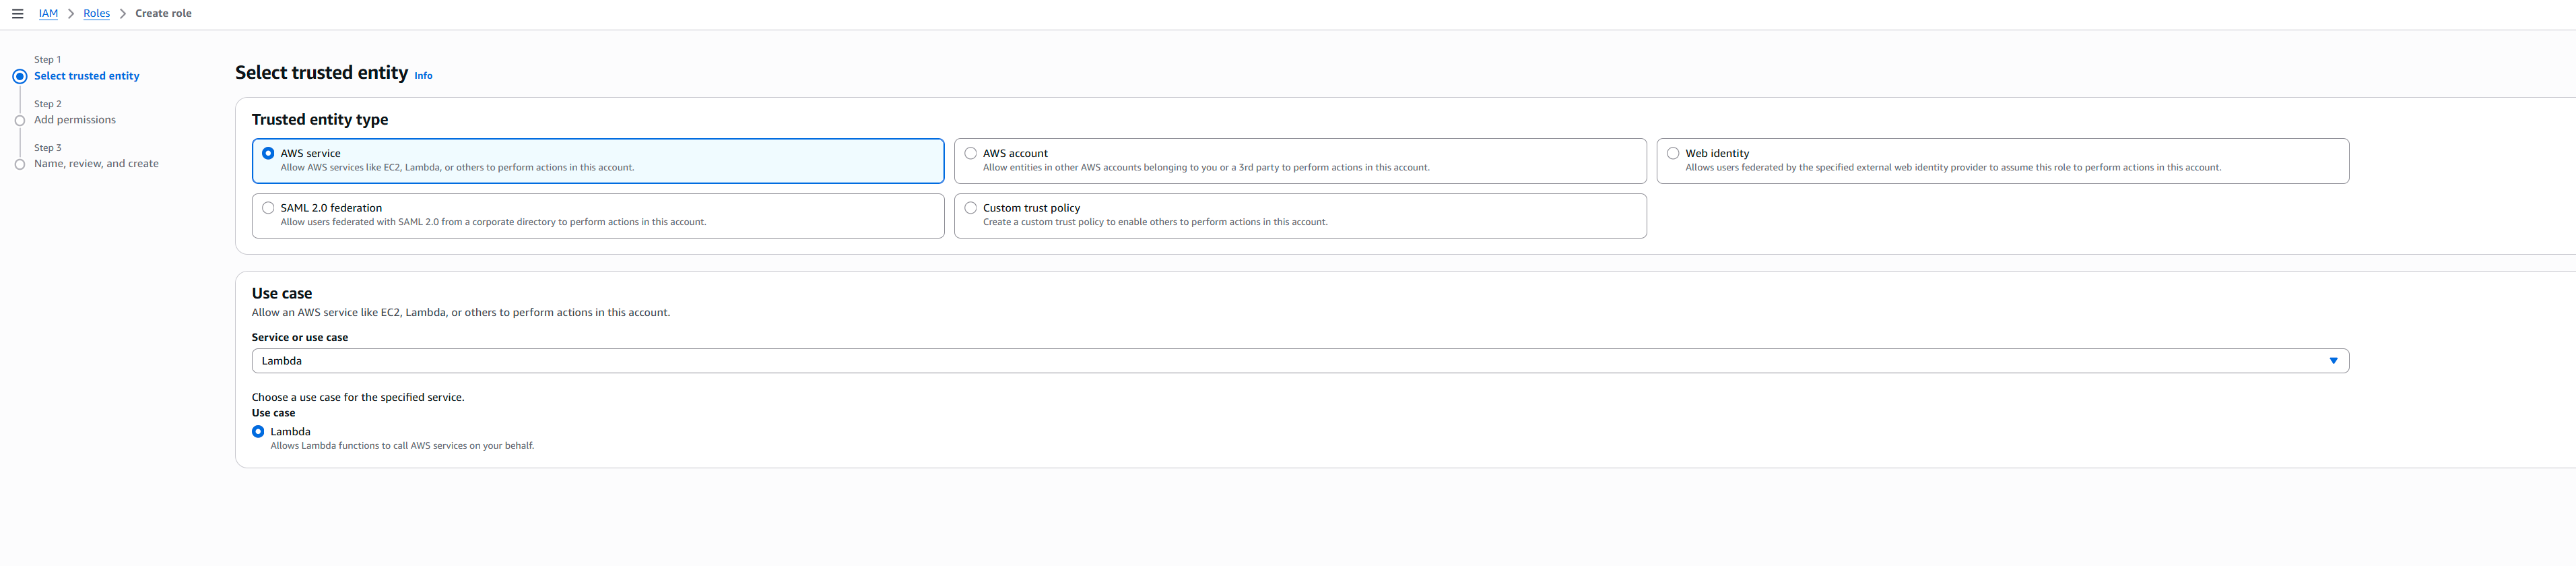 IAM > Roles > Create role
Step 1
Select trusted entity
Step 2
Add permissions
Step 3
Name, review, and create
Select trusted entity Info
Trusted entity type
AWS service
Allow AWS services like EC2, Lambda, or others to perform actions in this account.
AWS account
Allow entities in other AWS accounts belonging to you or a 3rd party to perform actions in this account.
Web identity
Allows users federated by the specified external web identity provider to assume this role to perform actions in this account.
SAML 2.0 federation
Allow users federated with SAML 2.0 from a corporate directory to perform actions in this account.
Custom trust policy
Create a custom trust policy to enable others to perform actions in this account.
Use case
Allow an AWS service like EC2, Lambda, or others to perform actions in this account.
Service or use case
Lambda
Choose a use case for the specified service.
Use case
Lambda
Allows Lambda functions to call AWS services on your behalf.